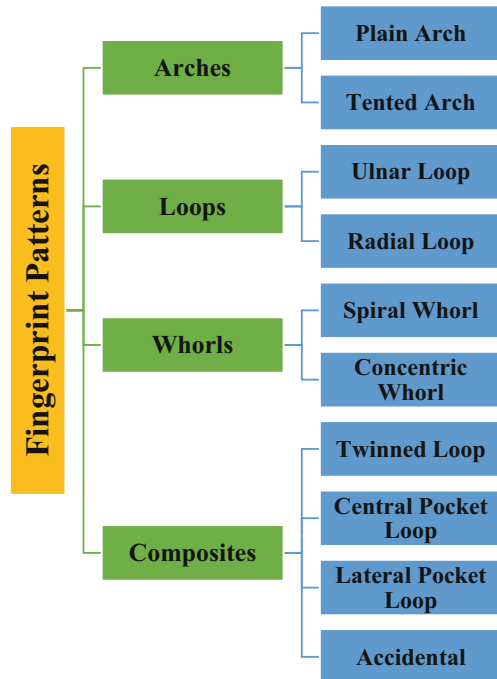 Fingerprint Patterns
Arches
Plain Arch
Tented Arch
Loops
Ulnar Loop
Radial Loop
Whorls
Spiral Whorl
Concentric
Whorl
Composites
Twinned Loop
Central Pocket
Loop
Lateral Pocket
Loop
Accidental